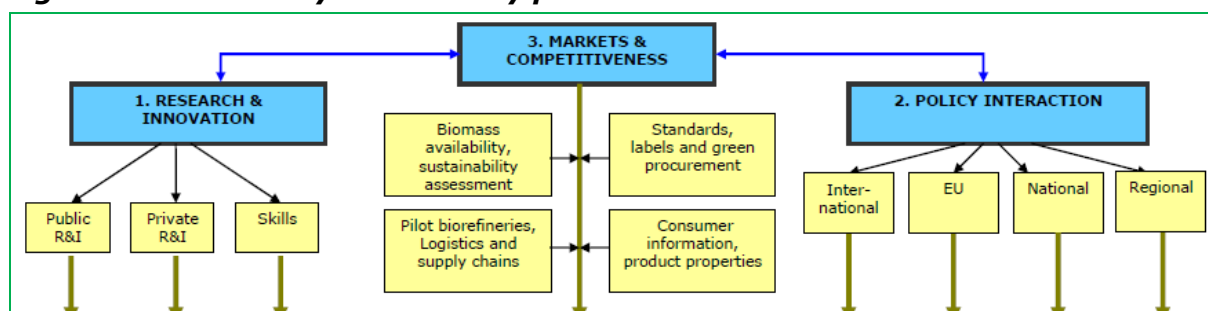 3. MARKETS &
COMPETITIVENESS
1. RESEARCH &
INNOVATION
2. POLICY INTERACTION
Biomass
availability,
sustainability
assessment
Standards,
labels and green
procurement
Public
R&I
Private
R&I
Skills
Pilot biorefineries,
Logistics and
supply chains
Consumer
information,
product properties
Inter-
national
EU
National
Regional